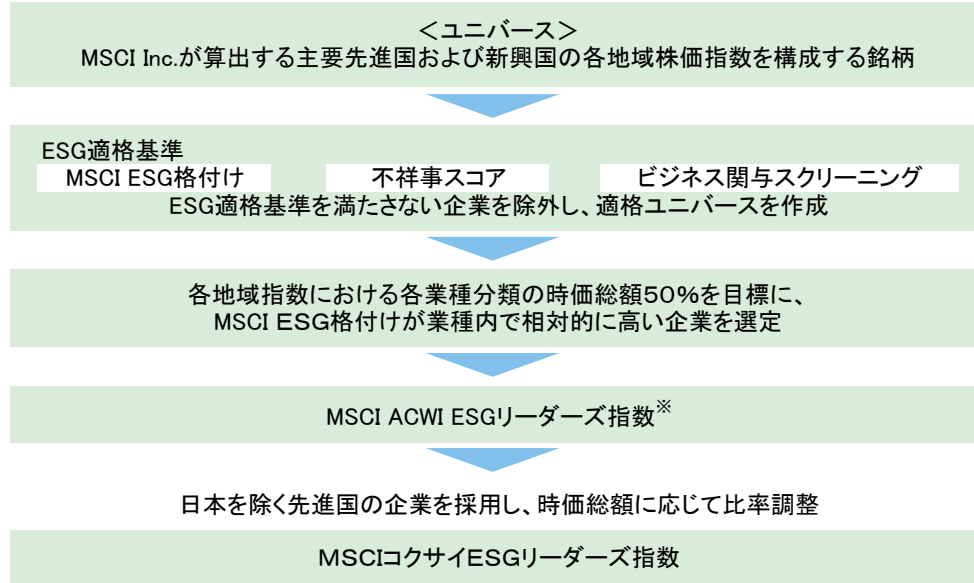 ＜ユニバース＞
MSCI Inc.が算出する主要先進国および新興国の各地域株価指数を構成する銘柄
ESG適格基準
MSCI ESG格付け 不祥事スコア ビジネス関与スクリーニング
ESG適格基準を満たさない企業を除外し、適格ユニバースを作成
各地域指数における各業種分類の時価総額50％を目標に、
MSCI ESG格付けが業種内で相対的に高い企業を選定
MSCI ACWI ESGリーダーズ指数※
日本を除く先進国の企業を採用し、時価総額に応じて比率調整
MSCIコクサイESGリーダーズ指数